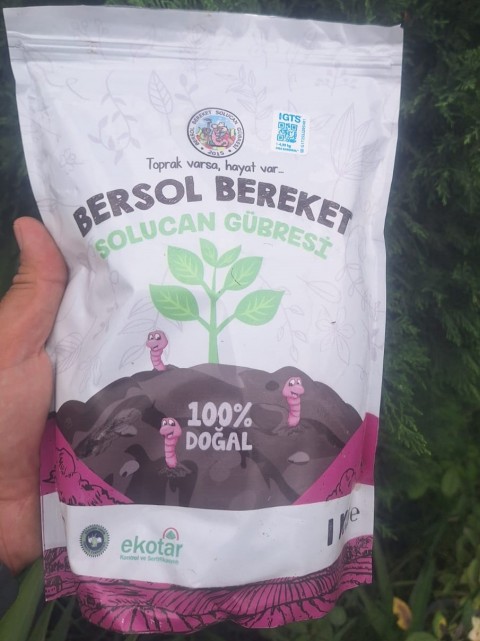 IGTS
Toprak varsa, hayat var...
BERSOL BEREKET
SOLUCAN GÜBRESİ
100%
DOĞAL
ekotar